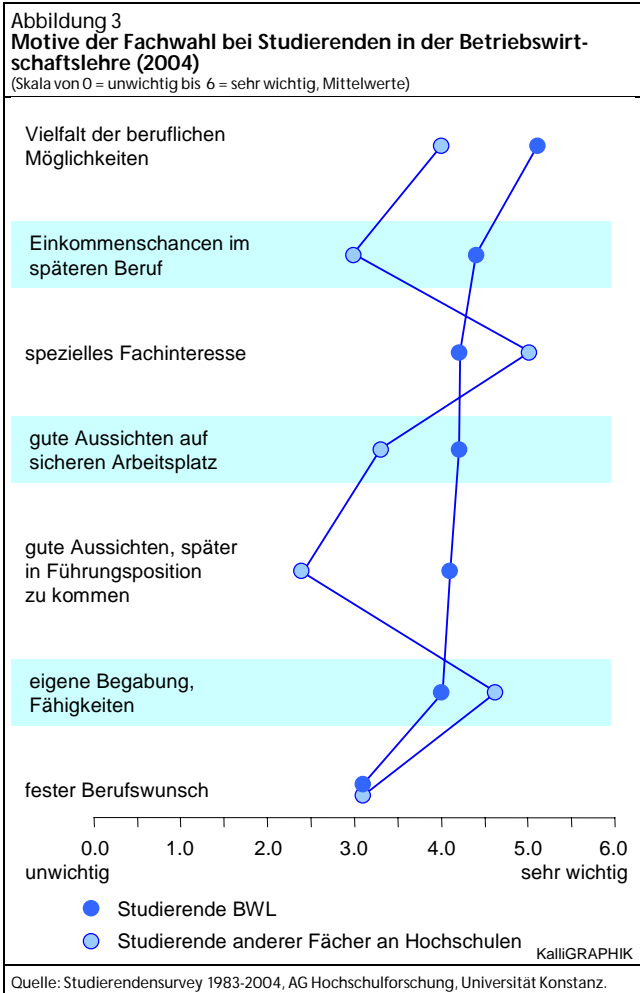 Abbildung 3
Motive der Fachwahl bei Studierenden in der Betriebswirt-
schaftslehre (2004)
(Skala von 0 = unwichtig bis 6 = sehr wichtig, Mittelwerte)
Vielfalt der beruflichen
Möglichkeiten
Einkommenschancen im
späteren Beruf
spezielles Fachinteresse
gute Aussichten auf
sicheren Arbeitsplatz
gute Aussichten, später
in Führungsposition
zu kommen
eigene Begabung,
Fähigkeiten
fester Berufswunsch
0.0 1.0 2.0 3.0 4.0 5.0 6.0
unwichtig sehr wichtig
Studierende BWL
Studierende anderer Fächer an Hochschulen
KalliGRAPHIK
Quelle: Studierendensurvey 1983-2004, AG Hochschulforschung, Universität Konstanz.